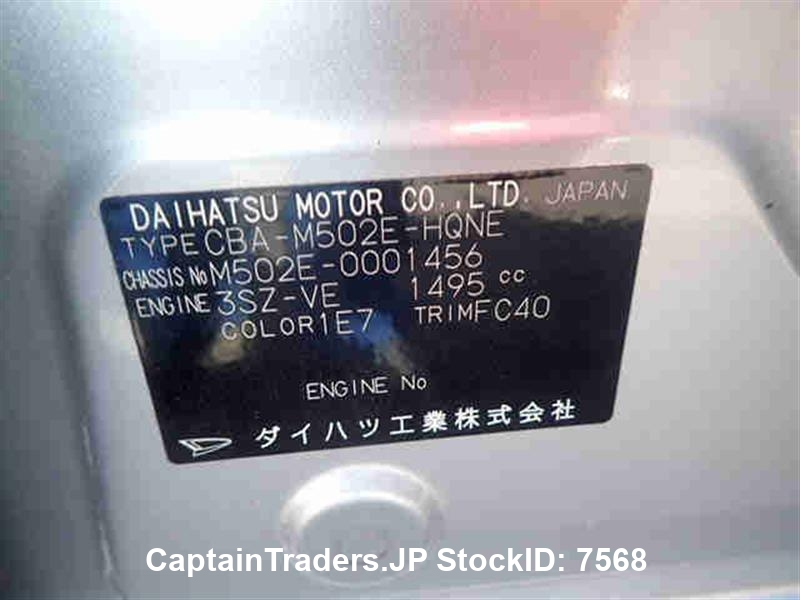 DAIHATSU MOTOR CO.,LTD. JAPAN
TYPE CBA-M502E-HQNE
CHASSIS No M502E-0001456
ENGINE 3SZ-VE 1495 cc
COLOR 1E7 TRIM FC40
ENGINE No
ダイハツ工業株式会社
CaptainTraders.JP StockID: 7568